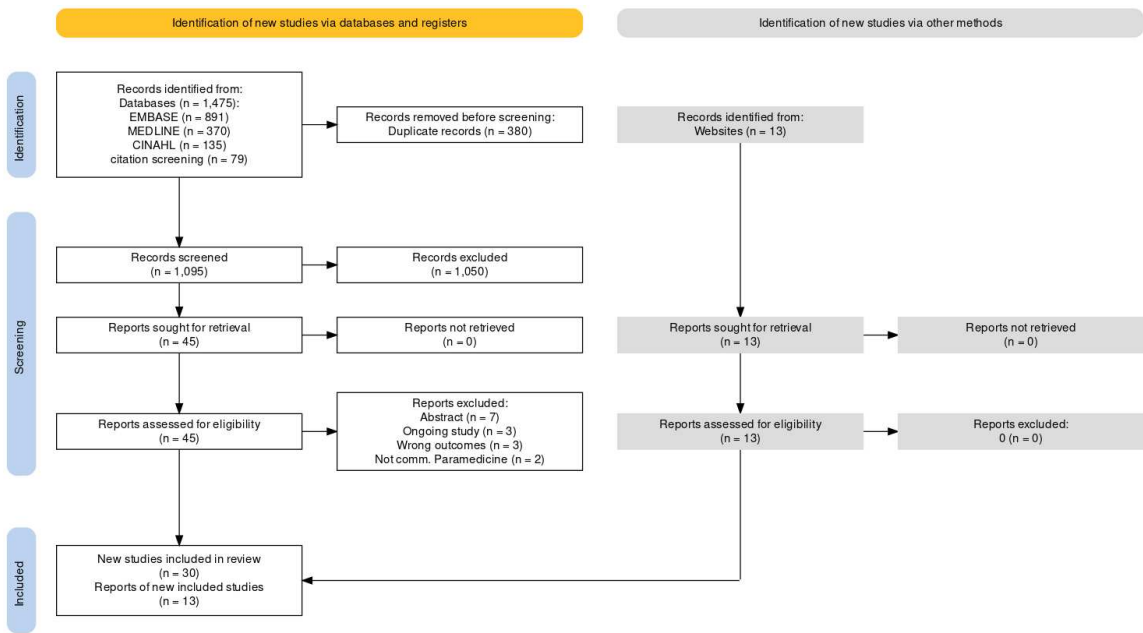 Identification of new studies via databases and registers
Identification of new studies via other methods
Identification
Records identified from:
Databases (n = 1,475):
EMBASE (n = 891)
MEDLINE (n = 370)
CINAHL (n = 135)
citation screening (n = 79)
Records removed before screening:
Duplicate records (n = 380)
Records identified from:
Websites (n = 13)
Screening
Records screened
(n = 1,095)
Records excluded
(n = 1,050)
Reports sought for retrieval
(n = 45)
Reports not retrieved
(n = 0)
Reports sought for retrieval
(n = 13)
Reports not retrieved
(n = 0)
Reports assessed for eligibility
(n = 45)
Reports excluded:
Abstract (n = 7)
Ongoing study (n = 3)
Wrong outcomes (n = 3)
Not comm. Paramedicine (n = 2)
Reports assessed for eligibility
(n = 13)
Reports excluded:
0 (n = 0)
Included
New studies included in review
(n = 30)
Reports of new included studies
(n = 13)